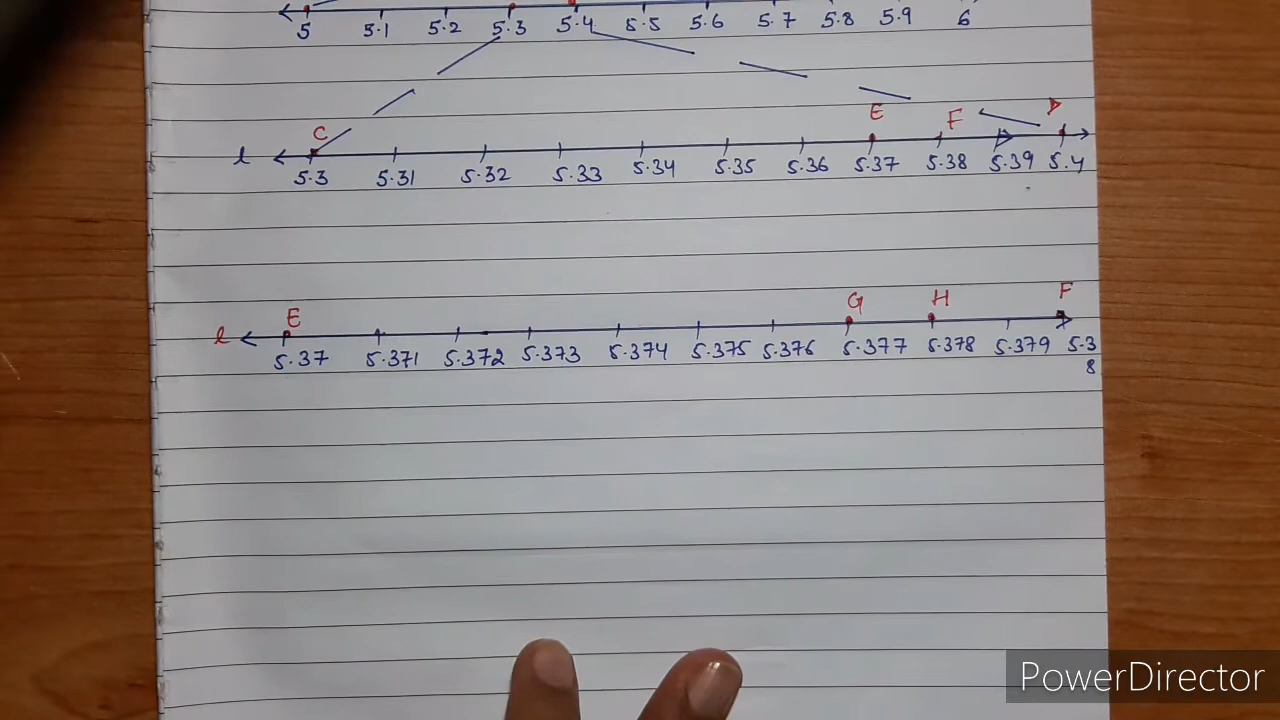 5 5.1 5.2 5.3 5.4 5.5 5.6 5.7 5.8 5.9 6
C E F D
l 5.3 5.31 5.32 5.33 5.34 5.35 5.36 5.37 5.38 5.39 5.4
E G H F
l 5.37 5.371 5.372 5.373 5.374 5.375 5.376 5.377 5.378 5.379 5.3
8
PowerDirector